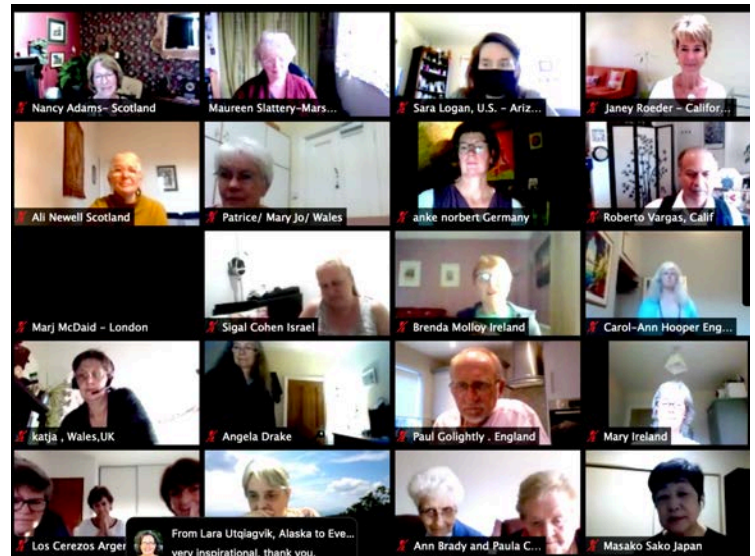 Nancy Adams- Scotland
Maureen Slattery-Mars...
Sara Logan, U.S. - Ariz...
Janey Roeder - Califor...
Ali Newell Scotland
Patrice/ Mary Jo/ Wales
anke norbert Germany
Roberto Vargas, Calif
Marj McDaid - London
Sigal Cohen Israel
Brenda Molloy Ireland
Carol-Ann Hooper Eng...
katja , Wales,UK
Angela Drake
Paul Golightly . England
Mary Ireland
Los Cerezos Arger
From Lara Utqiagvik, Alaska to Eve...
very inspirational, thank you.
Ann Brady and Paula C...
Masako Sako Japan